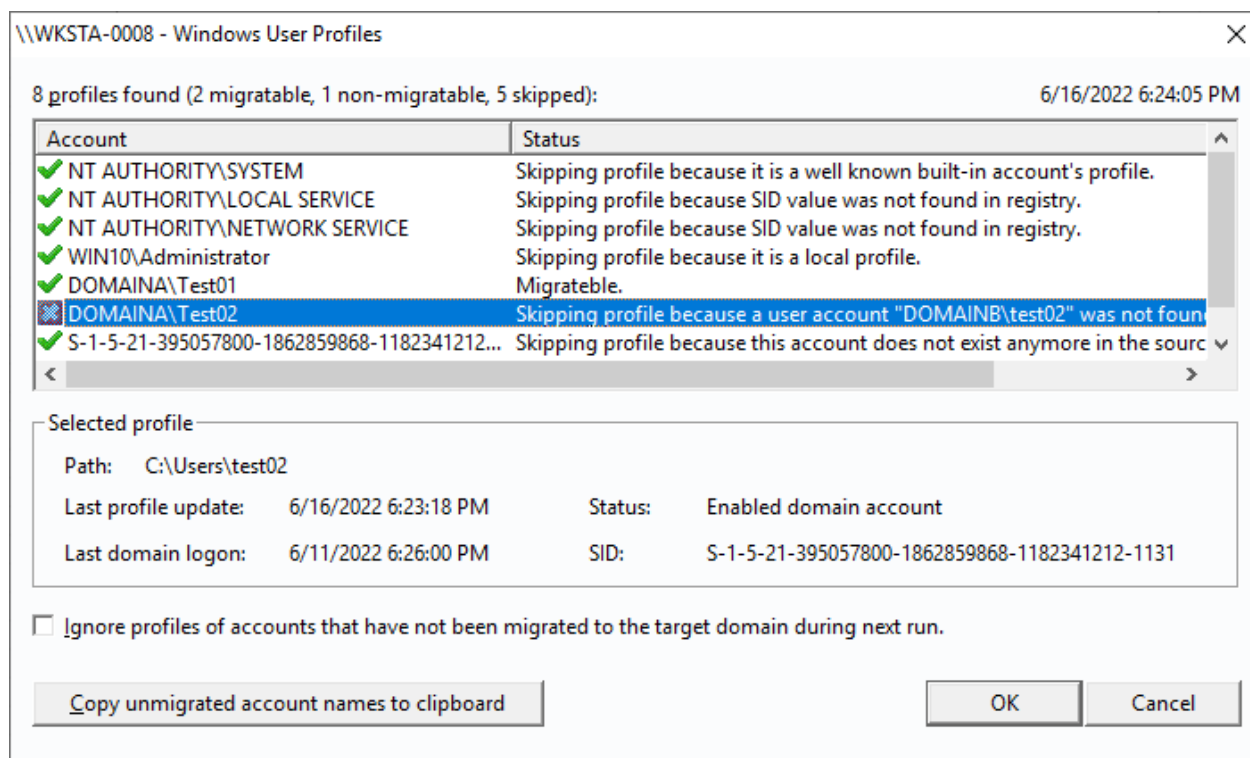 \\WKSTA-0008 - Windows User Profiles
8 profiles found (2 migratable, 1 non-migratable, 5 skipped): 6/16/2022 6:24:05 PM
Account Status
NT AUTHORITY\SYSTEM Skipping profile because it is a well known built-in account's profile.
NT AUTHORITY\LOCAL SERVICE Skipping profile because SID value was not found in registry.
NT AUTHORITY\NETWORK SERVICE Skipping profile because SID value was not found in registry.
WIN10\Administrator Skipping profile because it is a local profile.
DOMAINA\Test01 Migrateble.
DOMAINA\Test02 Skipping profile because a user account "DOMAINB\test02" was not foun
S-1-5-21-395057800-1862859868-1182341212... Skipping profile because this account does not exist anymore in the sourc
Selected profile
Path: C:\Users\test02
Last profile update: 6/16/2022 6:23:18 PM Status: Enabled domain account
Last domain logon: 6/11/2022 6:26:00 PM SID: S-1-5-21-395057800-1862859868-1182341212-1131
Ignore profiles of accounts that have not been migrated to the target domain during next run.
Copy unmigrated account names to clipboard OK Cancel